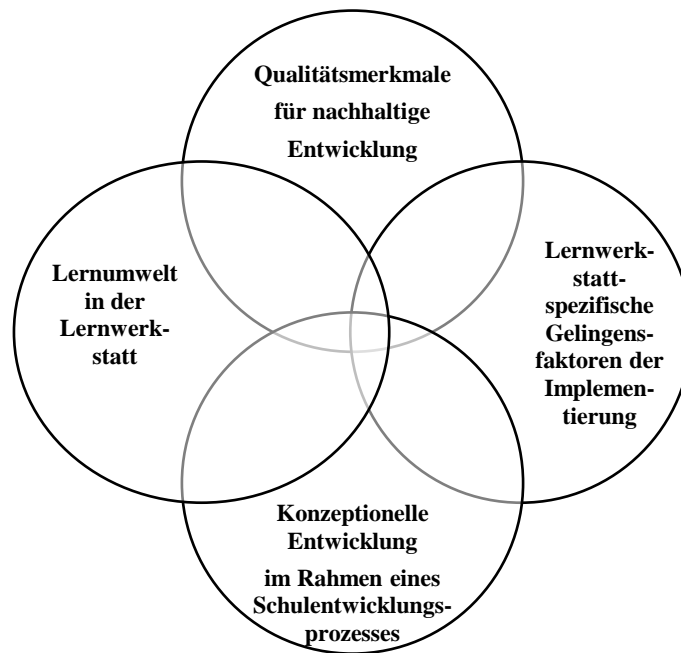 Qualitätsmerkmale
für nachhaltige
Entwicklung
Lernumwelt
in der
Lernwerk-
statt
Lernwerk-
statt-
spezifische
Gelingens-
faktoren der
Implemen-
tierung
Konzeptionelle
Entwicklung
im Rahmen eines
Schulentwicklungs-
prozesses